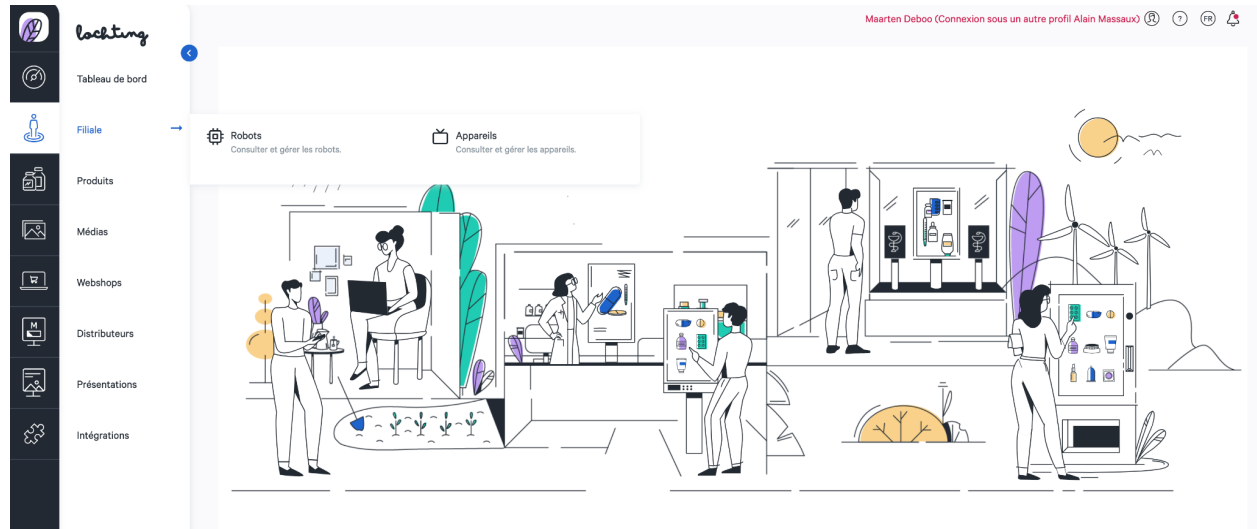 lochting
Maarten Deboo (Connexion sous un autre profil Alain Massaux)
?
FR
Tableau de bord
Filiale
Robots
Consulter et gérer les robots.
Appareils
Consulter et gérer les appareils.
Produits
Médias
Webshops
Distributeurs
M
Présentations
Intégrations